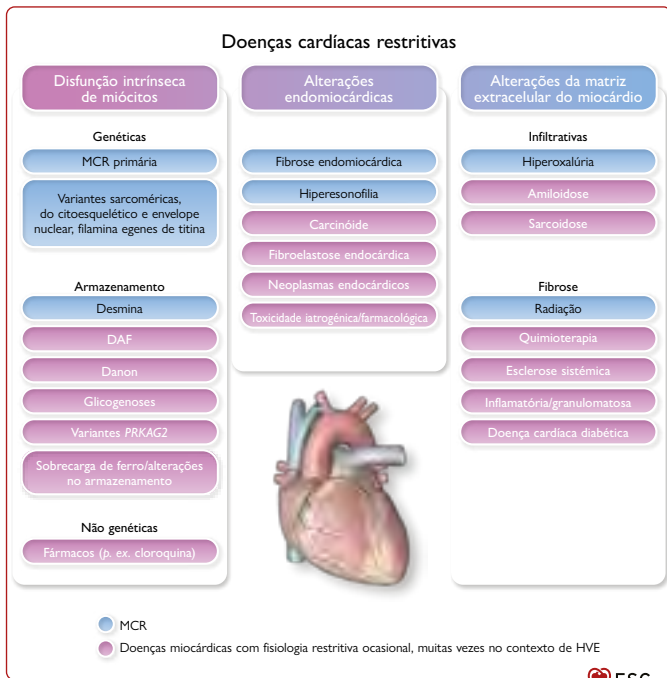 Doenças cardíacas restritivas
Disfunção intrínseca
de miócitos
Genéticas
MCR primária
Variantes sarcoméricas,
do citoesquelético e envelope
nuclear, filamina egenes de titina
Armazenamento
Desmina
DAF
Danon
Glicogenoses
Variantes PRKAG2
Sobrecarga de ferro/alterações
no armazenamento
Não genéticas
Fármacos (p. ex. cloroquina)
Alterações
endomiocárdicas
Fibrose endomiocárdica
Hiperesonofilia
Carcinóide
Fibroelastose endocárdica
Neoplasmas endocárdicos
Toxicidade iatrogénica/farmacológica
Alterações da matriz
extracelular do miocárdio
Infiltrativas
Hiperoxalúria
Amiloidose
Sarcoidose
Fibrose
Radiação
Quimioterapia
Esclerose sistémica
Inflamatória/granulomatosa
Doença cardíaca diabética
MCR
Doenças miocárdicas com fisiologia restritiva ocasional, muitas vezes no contexto de HVE
ESC